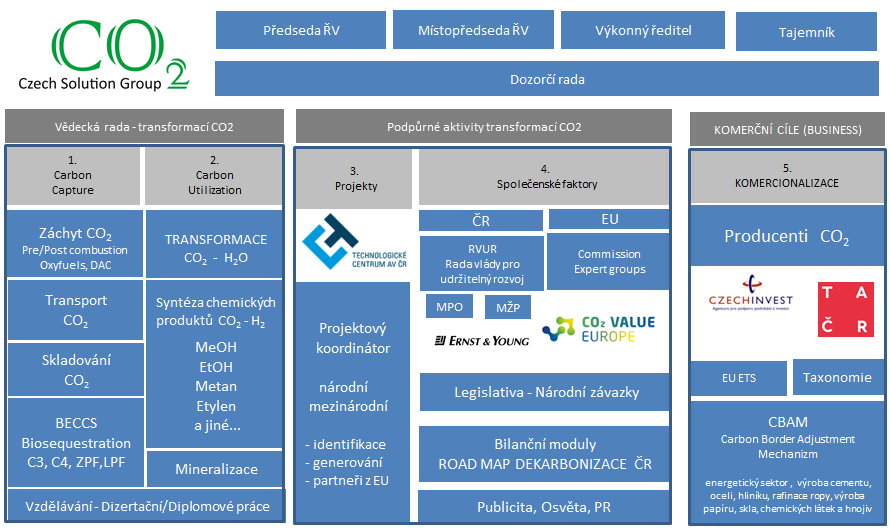 CO2
Czech Solution Group
Předseda ŘV
Místopředseda ŘV
Výkonný ředitel
Tajemník
Dozorčí rada
Vědecká rada - transformací CO2
1.
Carbon
Capture
2.
Carbon
Utilization
Záchyt CO₂
Pre/Post combustion
Oxyfuels, DAC
Transport
CO₂
Skladování
CO₂
BECCS
Biosequestration
C3, C4, ZPF,LPF
TRANSFORMACE
CO₂ - H₂O
Syntéza chemických
produktů CO₂ - H₂
MeOH
EtOH
Metan
Etylen
a jiné...
Mineralizace
Vzdělávání - Dizertační/Diplomové práce
Podpůrné aktivity transformací CO2
3.
Projekty
TECHNOLOGICKÉ
CENTRUM AV ČR
Projektový
koordinátor
národní
mezinárodní
- identifikace
- generování
- partneři z EU
4.
Společenské faktory
ČR
EU
RVUR
Rada vlády pro
udržitelný rozvoj
Commission
Expert groups
MPO
MŽP
ERNST & YOUNG
CO₂ VALUE
EUROPE
Legislativa - Národní závazky
Bilanční moduly
ROAD MAP DEKARBONIZACE ČR
Publicita, Osvěta, PR
KOMERČNÍ CÍLE (BUSINESS)
5.
KOMERCIONALIZACE
Producenti CO₂
CZECHINVEST
Agentura pro podporu podnikání a investic
T A
Č R
EU ETS
Taxonomie
CBAM
Carbon Border Adjustment
Mechanizm
energetický sektor , výroba cementu,
oceli, hliníku, rafinace ropy, výroba
papíru, skla, chemických látek a hnojiv